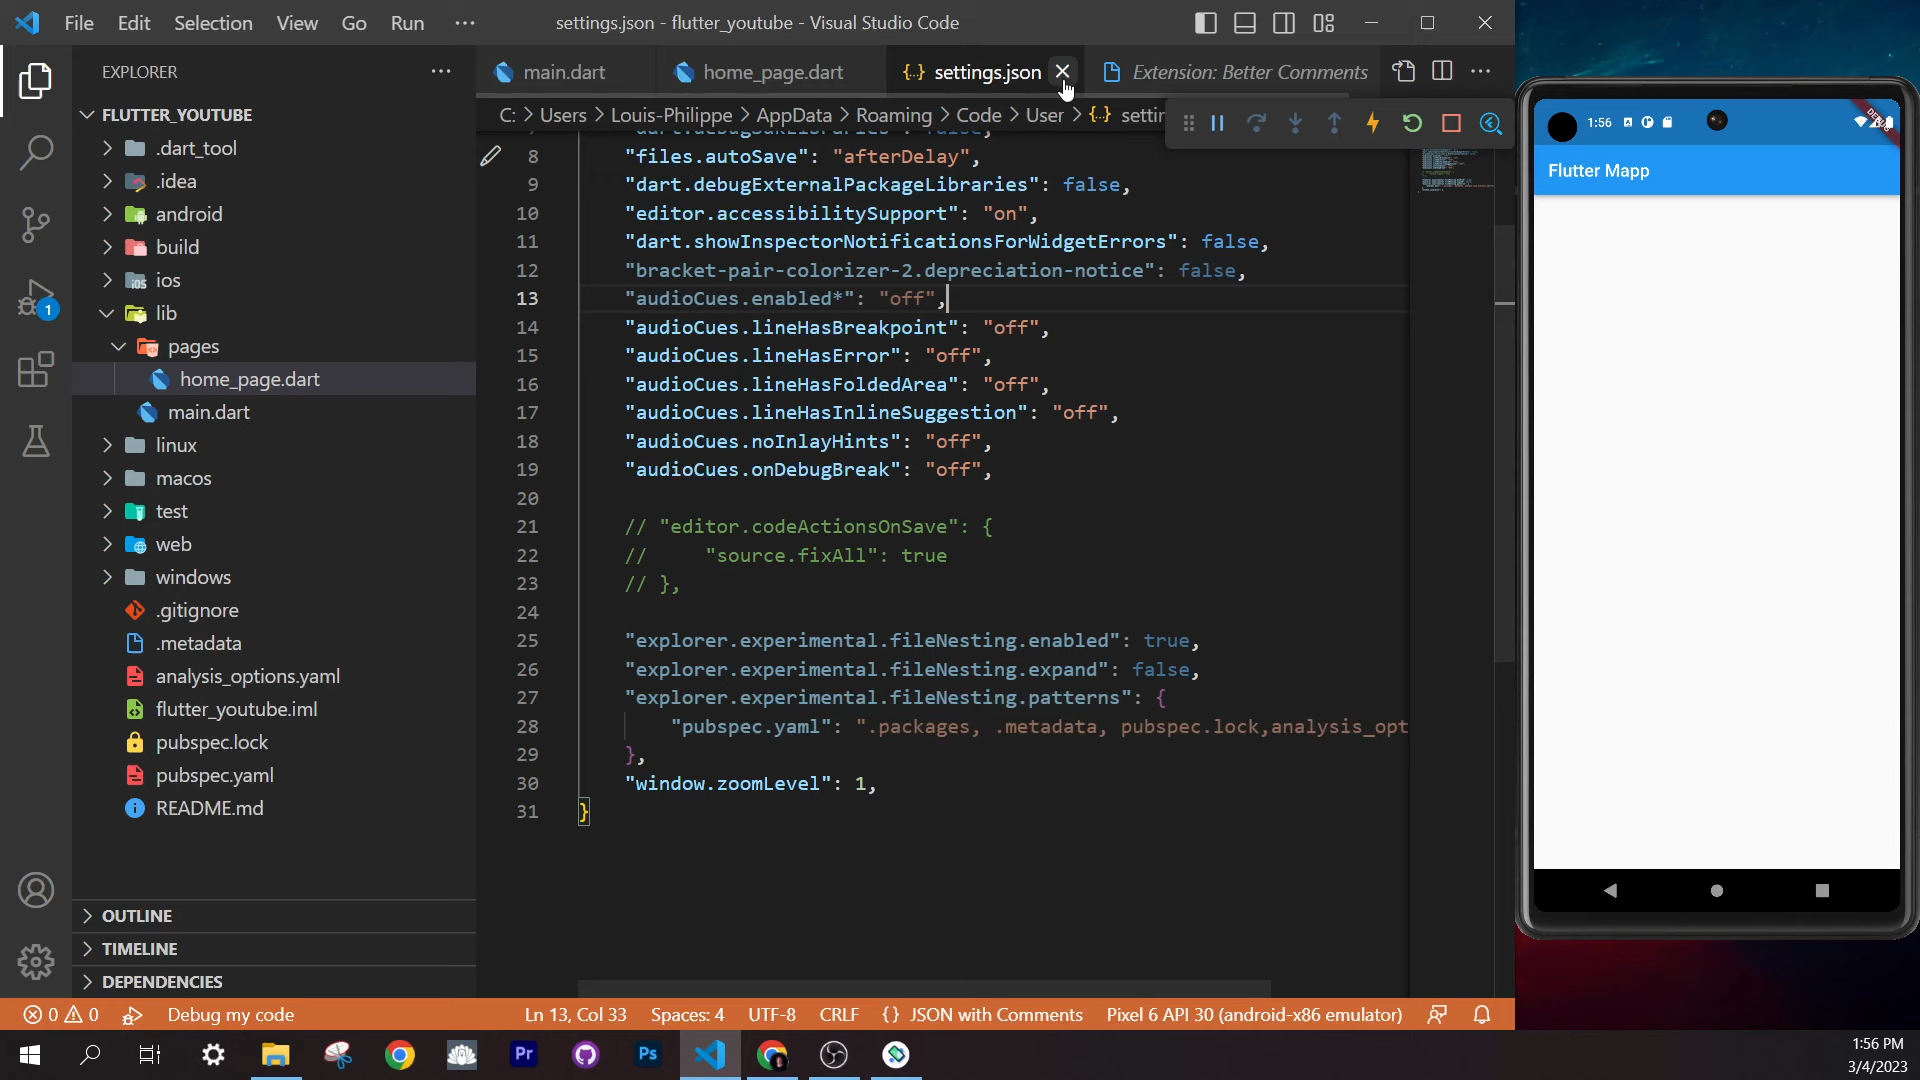 File Edit Selection View Go Run ···
settings.json - flutter_youtube - Visual Studio Code
EXPLORER
main.dart
home_page.dart
{..} settings.json
Extension: Better Comments
C: > Users > Louis-Philippe > AppData > Roaming > Code > User > {..}
FLUTTER_YOUTUBE
.dart_tool
.idea
android
build
ios
lib
pages
home_page.dart
main.dart
linux
macos
test
web
windows
.gitignore
.metadata
analysis_options.yaml
flutter_youtube.iml
pubspec.lock
pubspec.yaml
README.md
OUTLINE
TIMELINE
DEPENDENCIES
1
8 "files.autoSave": "afterDelay",
9 "dart.debugExternalPackageLibraries": false,
10 "editor.accessibilitySupport": "on",
11 "dart.showInspectorNotificationsForWidgetErrors": false,
12 "bracket-pair-colorizer-2.depreciation-notice": false,
13 "audioCues.enabled*": "off",
14 "audioCues.lineHasBreakpoint": "off",
15 "audioCues.lineHasError": "off",
16 "audioCues.lineHasFoldedArea": "off",
17 "audioCues.lineHasInlineSuggestion": "off",
18 "audioCues.noInlayHints": "off",
19 "audioCues.onDebugBreak": "off",
20
21 // "editor.codeActionsOnSave": {
22 // "source.fixAll": true
23 // },
24
25 "explorer.experimental.fileNesting.enabled": true,
26 "explorer.experimental.fileNesting.expand": false,
27 "explorer.experimental.fileNesting.patterns": {
28 "pubspec.yaml": ".packages, .metadata, pubspec.lock,analysis_opt
29 },
30 "window.zoomLevel": 1,
31 }
1:56
DEBUG
Flutter Mapp
0 0 Debug my code
Ln 13, Col 33 Spaces: 4 UTF-8 CRLF {} JSON with Comments Pixel 6 API 30 (android-x86 emulator)
Pr
Ps
1:56 PM
3/4/2023